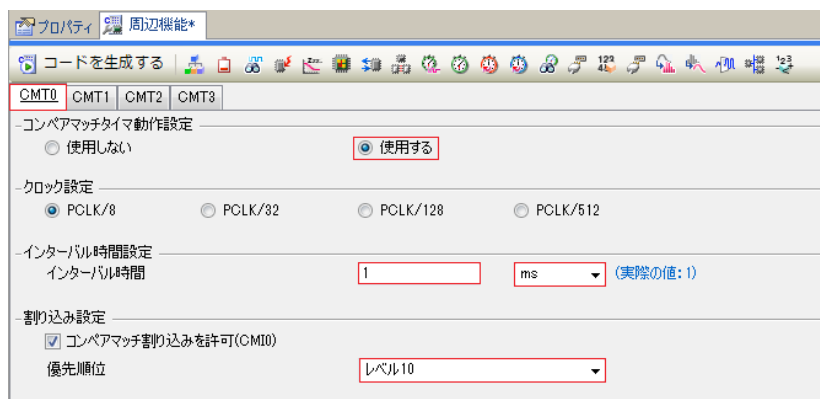 プロパティ 周辺機能*
コードを生成する
CMT0 CMT1 CMT2 CMT3
コンペアマッチタイマ動作設定
使用しない 使用する
クロック設定
PCLK/8 PCLK/32 PCLK/128 PCLK/512
インターバル時間設定
インターバル時間 1 ms (実際の値: 1)
割り込み設定
コンペアマッチ割り込みを許可(CMI0)
優先順位 レベル10